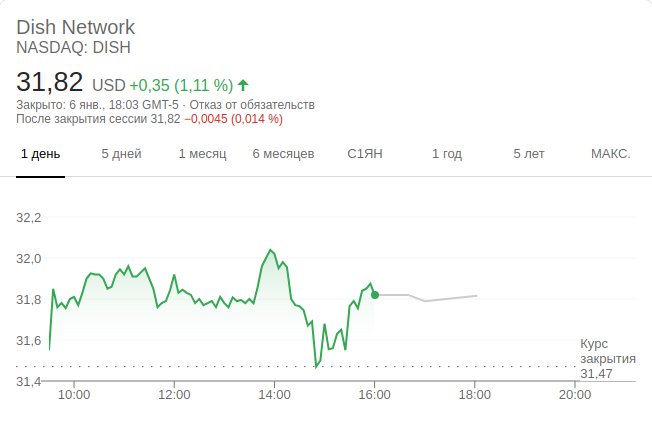 Dish Network
NASDAQ: DISH
31,82 USD +0,35 (1,11 %)
Закрыто: 6 янв., 18:03 GMT-5 · Отказ от обязательств
После закрытия сессии 31,82 −0,0045 (0,014 %)
1 день 5 дней 1 месяц 6 месяцев С1ЯН 1 год 5 лет МАКС.
32,2
32,0
31,8
31,6
31,4
Курс
закрытия
31,47
10:00 12:00 14:00 16:00 18:00 20:00